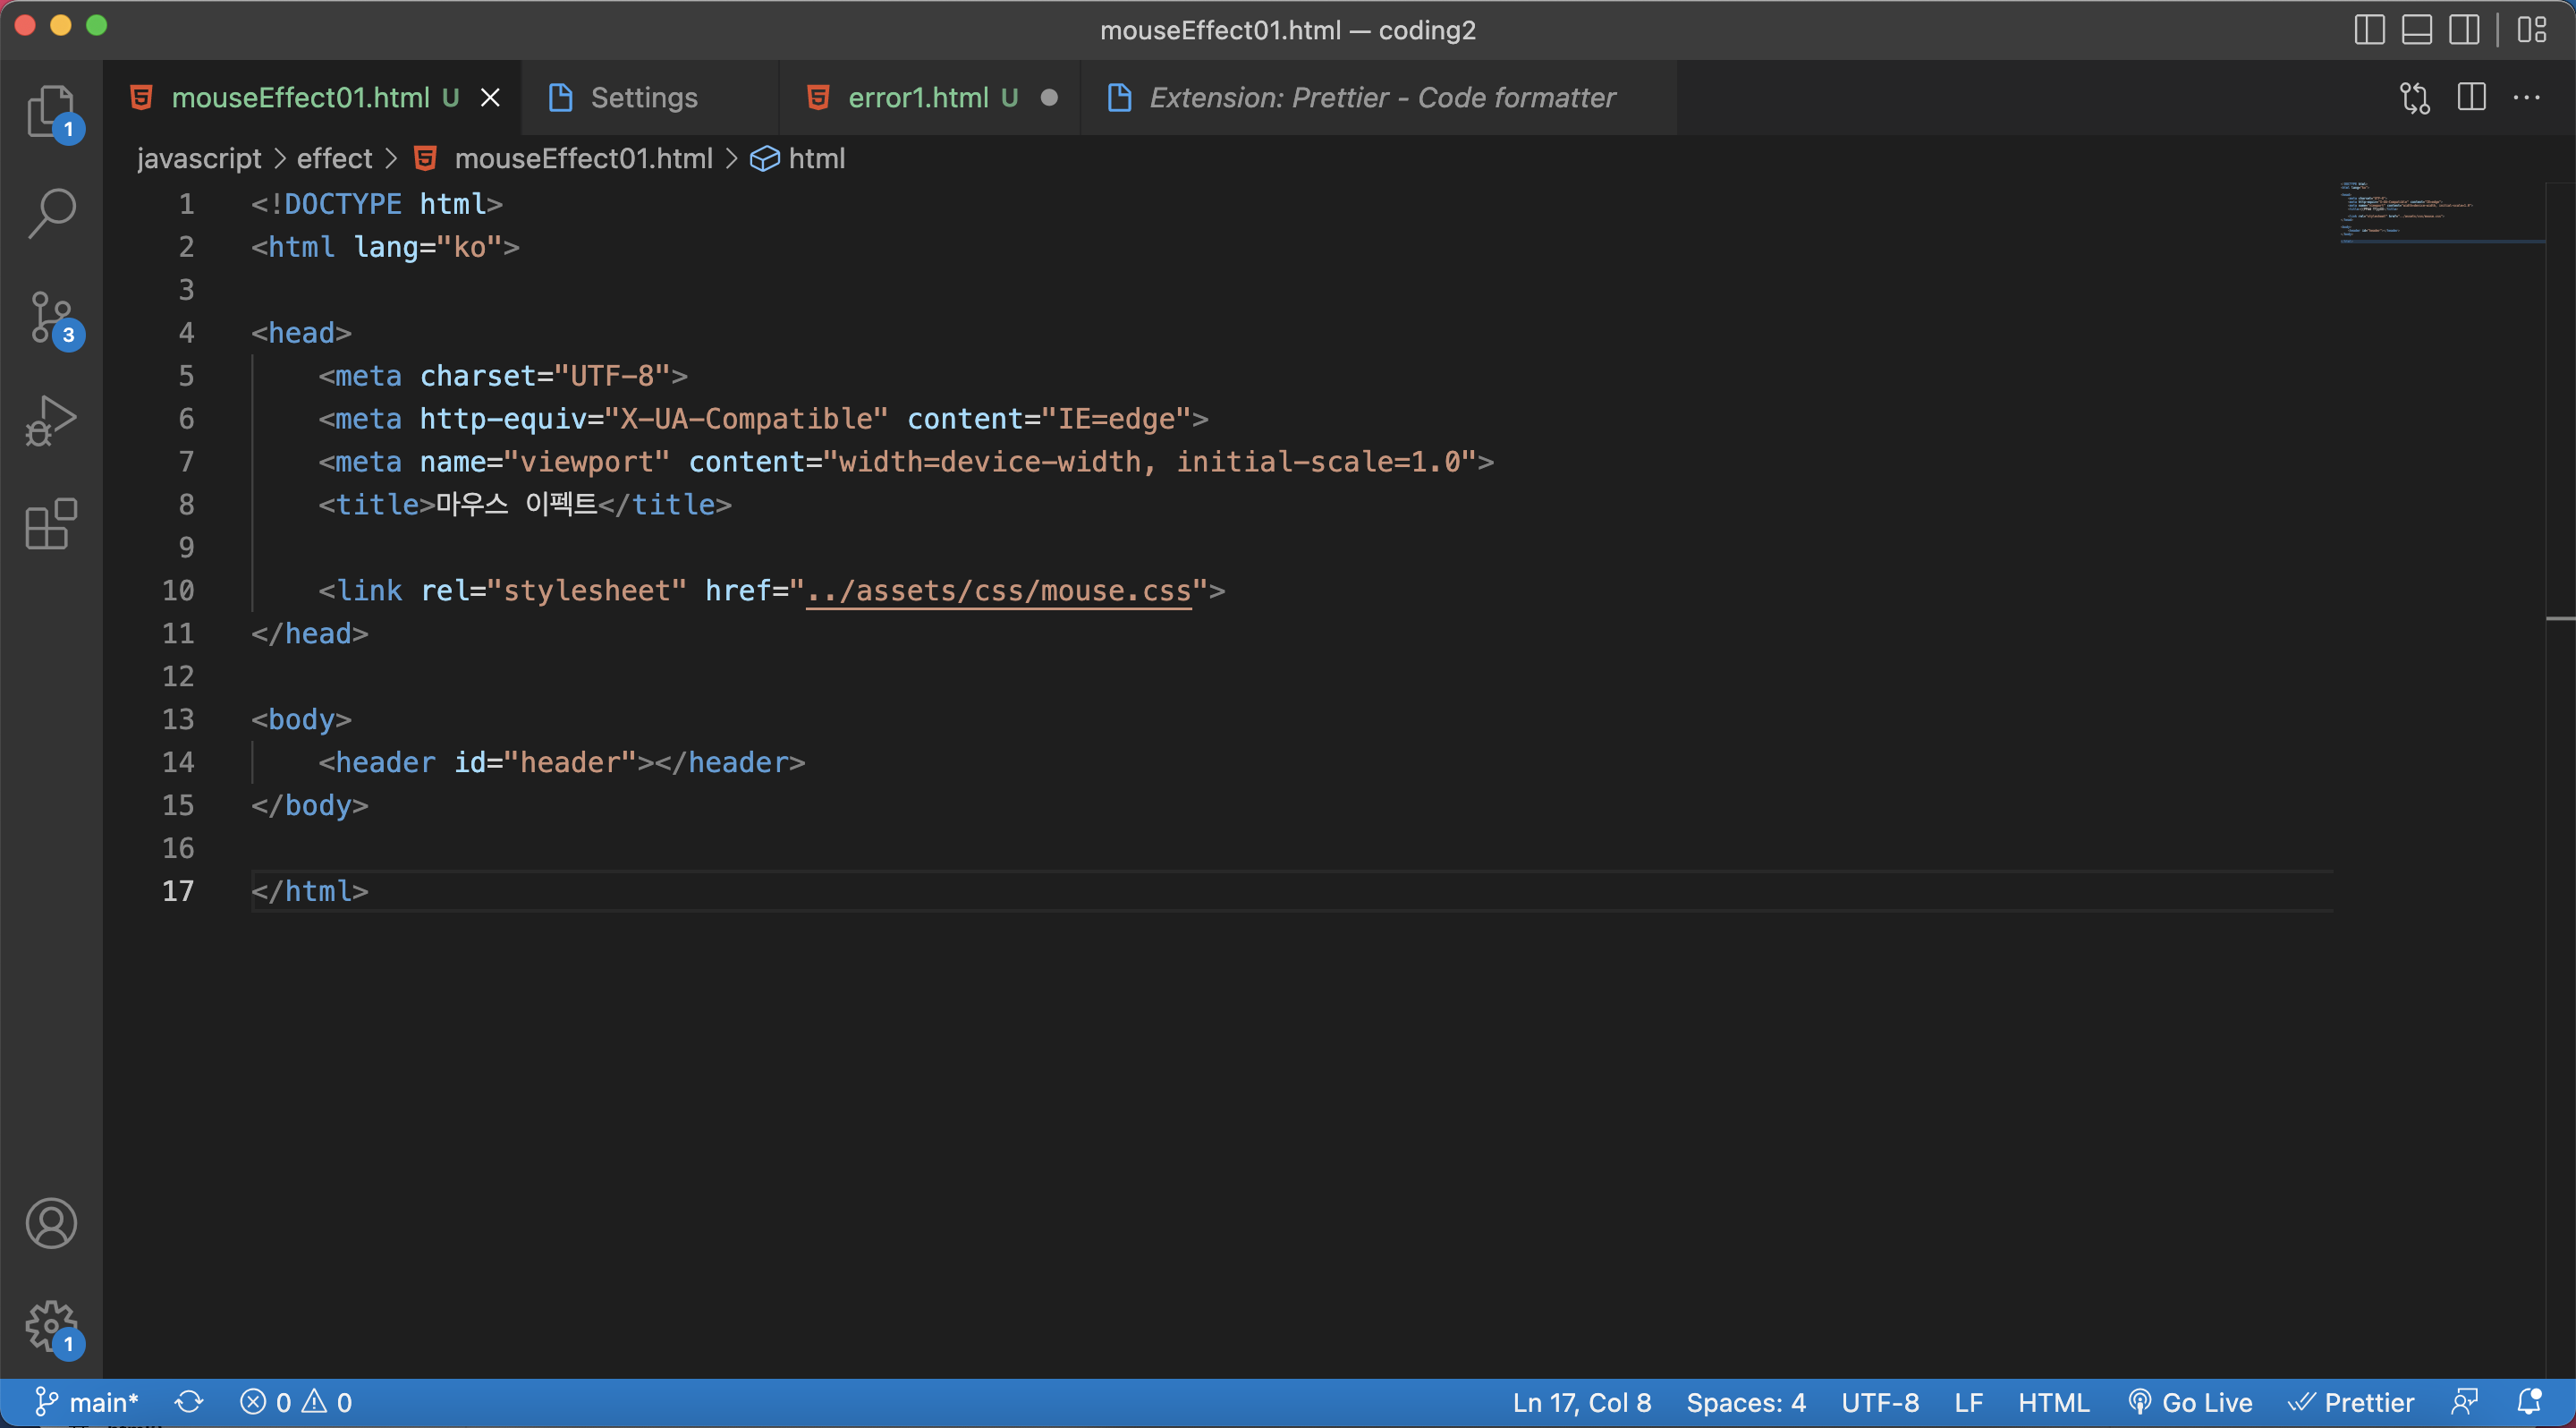 mouseEffect01.html — coding2
mouseEffect01.html U Settings error1.html U Extension: Prettier - Code formatter
javascript > effect > mouseEffect01.html > html
1 <!DOCTYPE html>
2 <html lang="ko">
3
4 <head>
5 <meta charset="UTF-8">
6 <meta http-equiv="X-UA-Compatible" content="IE=edge">
7 <meta name="viewport" content="width=device-width, initial-scale=1.0">
8 <title>마우스 이펙트</title>
9
10 <link rel="stylesheet" href="../assets/css/mouse.css">
11 </head>
12
13 <body>
14 <header id="header"></header>
15 </body>
16
17 </html>
1
3
1
main* 0 0 Ln 17, Col 8 Spaces: 4 UTF-8 LF HTML Go Live Prettier